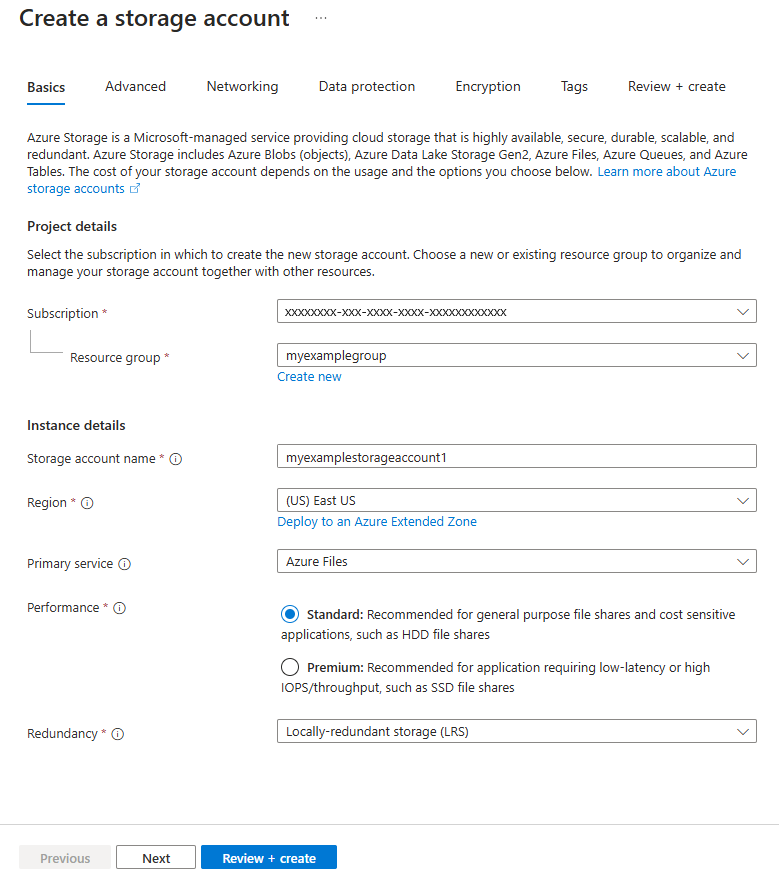 Create a storage account ...
Basics Advanced Networking Data protection Encryption Tags Review + create
Azure Storage is a Microsoft-managed service providing cloud storage that is highly available, secure, durable, scalable, and
redundant. Azure Storage includes Azure Blobs (objects), Azure Data Lake Storage Gen2, Azure Files, Azure Queues, and Azure
Tables. The cost of your storage account depends on the usage and the options you choose below. Learn more about Azure
storage accounts
Project details
Select the subscription in which to create the new storage account. Choose a new or existing resource group to organize and
manage your storage account together with other resources.
Subscription * xxxxxxxx-xxx-xxxx-xxxx-xxxxxxxxxxxx
Resource group * myexamplegroup
Create new
Instance details
Storage account name * myexamplestorageaccount1
Region * (US) East US
Deploy to an Azure Extended Zone
Primary service Azure Files
Performance * Standard: Recommended for general purpose file shares and cost sensitive
applications, such as HDD file shares
Premium: Recommended for application requiring low-latency or high
IOPS/throughput, such as SSD file shares
Redundancy * Locally-redundant storage (LRS)
Previous Next Review + create